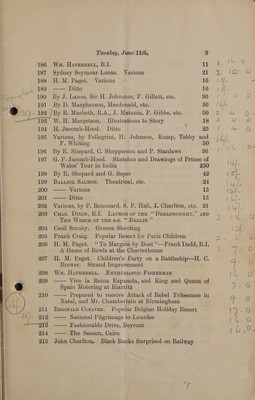 Tuesday, June 11th. 9
186 WM. HATHERELL, R.I. 11
187 Sydney Seymour Lucas. Various 21
188 H. M. Paget. Various 16
189 —— Ditto 16
190 By J. Lanos, Sir H. Johnston, F. Gillett, etc. 30
191 By D. Macpherson, Macdonald, etc. 36
192 By R. Macbeth, R.A., J. Matania, P. Gibbs, etc. 50
193 W. H. Margetson. Illustrations to Story 18
194 H. Jacomb-Hood. Ditto 25
195 Various, by Pellegrini, H. Johnson, Kemp, Tebby and
F. Whiting 50
196 By E. Shepard, C. Shepperson and P. Stanlaws 56
197 G. P. Jacomb-Hood. Sketches and Drawings of Prince of
Wales' Tour in India 250
198 By E. Shepard and G. Soper 42
199 BALLIOL SALMON. Theatrical, etc. 24
200 —— Various 15
201 —— Ditto 15
202 Various, by P. Renouard, S. P. Hall, J. Charlton, etc. 21
203 CHAS. DIXON, R.I. LAUNCH OF THE "DREADNOUGHT," AND
THE WRECK OF THE S.S. "BERLIN"
204 Cecil Sornby. Grouse Shooting
205 Frank Craig. Popular Resort for Paris Children
206 H. M. Paget. "To Margate by Boat"—Frank Dadd, R.I.
A Game of Bowls at the Charterhouse
207 H. M. Paget. Children's Party on a Battleship—H. C.
Brewer. Strand Improvement
208 WM. HATHERELL. ENTHUSIASTIC FISHERMAN
209 —— Vive la Reina Espanola, and King and Queen of
Spain Motoring at Biarritz
210 —— Prepared to receive Attack of Rebel Tribesmen in
Natal, and Mr. Chamberlain at Birmingham
211 REGINALD CLEAVER. Popular Belgian Holiday Resort
212 —— National Pilgrimage to Lourdes
213 —— Fashionable Drive, Beyrout
214 —— The Season, Cairo
215 John Charlton. Black Bucks Surprised on Railway